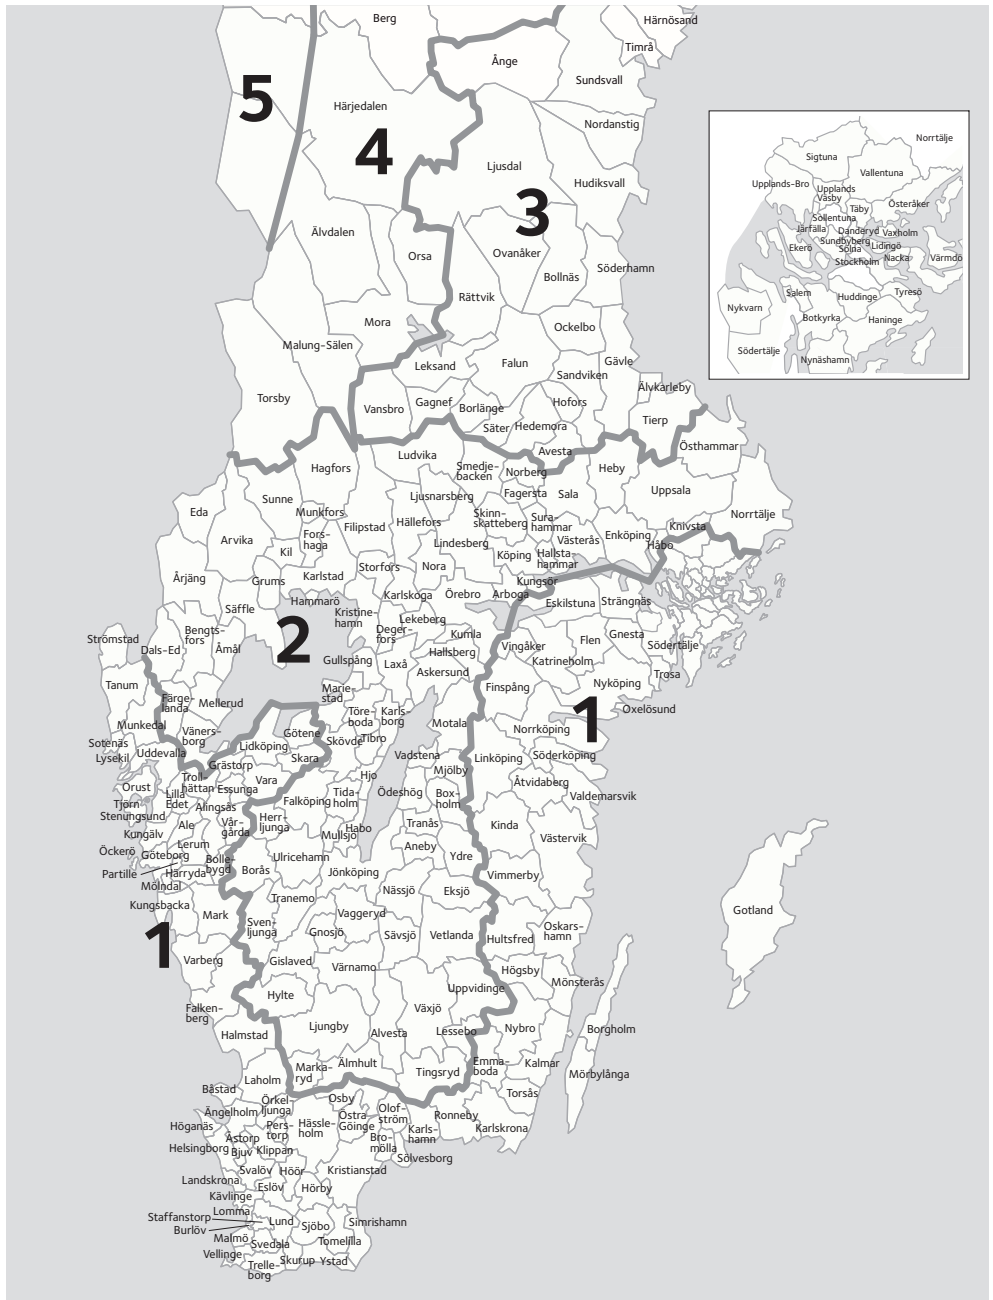 Berg
Härnösand
Timrå
Ånge
Sundsvall
5
Härjedalen
Nordanstig
4
Ljusdal
Hudiksvall
3
Älvdalen
Orsa
Ovanåker
Bollnäs
Söderhamn
Rättvik
Mora
Ockelbo
Malung-Sälen
Leksand
Falun
Gävle
Sandviken
Älvkarleby
Torsby
Vansbro
Gagnef
Borlänge
Hofors
Säter
Hedemora
Tierp
Avesta
Östhammar
Norrtälje
Sigtuna
Vallentuna
Upplands-Bro
Upplands
Väsby
Täby
Österåker
Sollentuna
Järfälla
Danderyd
Vaxholm
Sundbyberg
Ekerö
Solna
Lidingö
Stockholm
Nacka
Värmdö
Salem
Huddinge
Tyresö
Nykvarn
Botkyrka
Haninge
Södertälje
Nynäshamn
Ludvika
Hagfors
Smedje-
backen
Norberg
Heby
Sunne
Ljusnarsberg
Fagersta
Sala
Uppsala
Eda
Munkfors
Filipstad
Hällefors
Skinn-
skatteberg
Sura-
hammar
Norrtälje
Knivsta
Arvika
Fors-
haga
Kil
Lindesberg
Västerås
Enköping
Håbo
Köping
Hallsta-
hammar
Årjäng
Grums
Karlstad
Storfors
Nora
Kungsör
Karlskoga
Örebro
Arboga
Eskilstuna
Strängnäs
Säffle
Hammarö
Kristine-
hamn
Lekeberg
Degerfors
Kumla
Strömstad
Bengts-
fors
2
Flen
Gnesta
Dals-Ed
Åmål
Hallsberg
Vingåker
Södertälje
Gullspång
Laxå
Katrineholm
Askersund
Trosa
Tanum
Marie-
stad
Finspång
Nyköping
Färge-
landa
Mellerud
Töre-
boda
Karls-
borg
1
Oxelösund
Munkedal
Väners-
borg
Götene
Motala
Norrköping
Sotenäs
Lidköping
Skövde
Tibro
Lysekil
Uddevalla
Skara
Vadstena
Linköping
Söderköping
Grästorp
Mjölby
Troll-
hättan
Vara
Hjo
Åtvidaberg
Orust
Lilla
Edet
Essunga
Tida-
holm
Ödeshög
Box-
holm
Valdemarsvik
Tjörn
Alingsås
Falköping
Stenungsund
Herr-
ljunga
Kungälv
Ale
Vår-
gårda
Habo
Mullsjö
Tranås
Kinda
Västervik
Lerum
Aneby
Öckerö
Göteborg
Bolle-
bygd
Ulricehamn
Ydre
Partille
Härryda
Borås
Jönköping
Vimmerby
Mölndal
Nässjö
Eksjö
Kungsbacka
Tranemo
Gotland
Mark
Vaggeryd
1
Sven-
ljunga
Gnosjö
Sävsjö
Vetlanda
Hultsfred
Oskars-
hamn
Varberg
Gislaved
Värnamo
Högsby
Mönsterås
Hylte
Uppvidinge
Falken-
berg
Växjö
Ljungby
Nybro
Borgholm
Halmstad
Alvesta
Lessebo
Marka-
ryd
Älmhult
Emma-
boda
Kalmar
Mörbylånga
Laholm
Tingsryd
Båstad
Torsås
Örkel-
ljunga
Osby
Ängelholm
Olof-
ström
Ronneby
Höganäs
Pers-
torp
Hässle-
holm
Östra
Göinge
Karls-
hamn
Karlskrona
Åstorp
Bro-
mölla
Helsingborg
Bjuv
Klippan
Sölvesborg
Svalöv
Höör
Kristianstad
Landskrona
Eslöv
Hörby
Kävlinge
Lomma
Staffanstorp
Lund
Sjöbo
Simrishamn
Burlöv
Malmö
Svedala
Tomelilla
Vellinge
Skurup
Ystad
Trelle-
borg